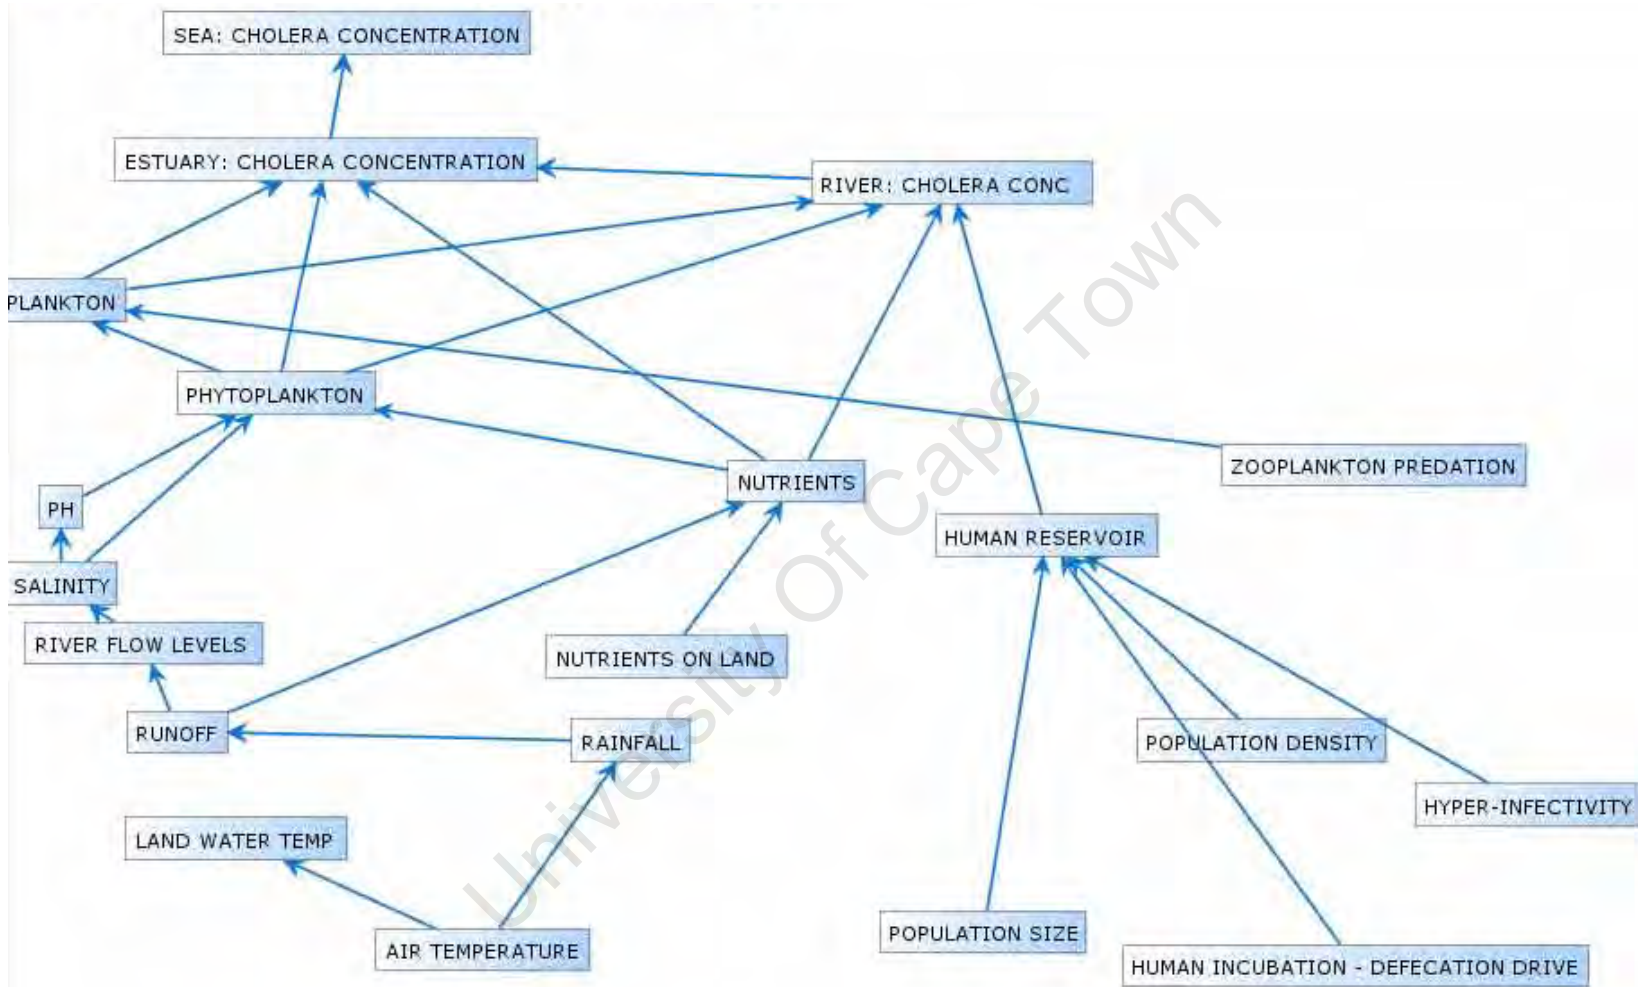 SEA: CHOLERA CONCENTRATION
ESTUARY: CHOLERA CONCENTRATION
RIVER: CHOLERA CONC
PLANKTON
PHYTOPLANKTON
ZOOPLANKTON PREDATION
NUTRIENTS
PH
HUMAN RESERVOIR
SALINITY
RIVER FLOW LEVELS
NUTRIENTS ON LAND
RUNOFF
RAINFALL
POPULATION DENSITY
HYPER-INFECTIVITY
LAND WATER TEMP
POPULATION SIZE
AIR TEMPERATURE
HUMAN INCUBATION - DEFECATION DRIVE
University Of Cape Town